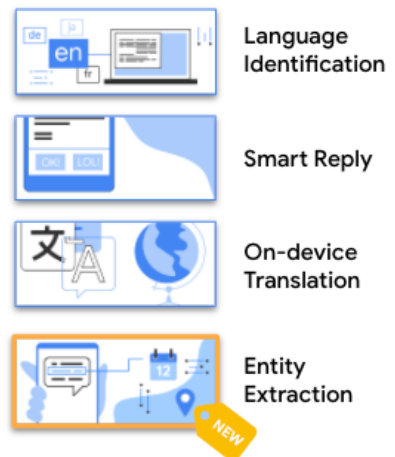 de
ja
en
fr
Language
Identification
OK!
LOL!
Smart Reply
文
A
On-device
Translation
12
Entity
Extraction
NEW